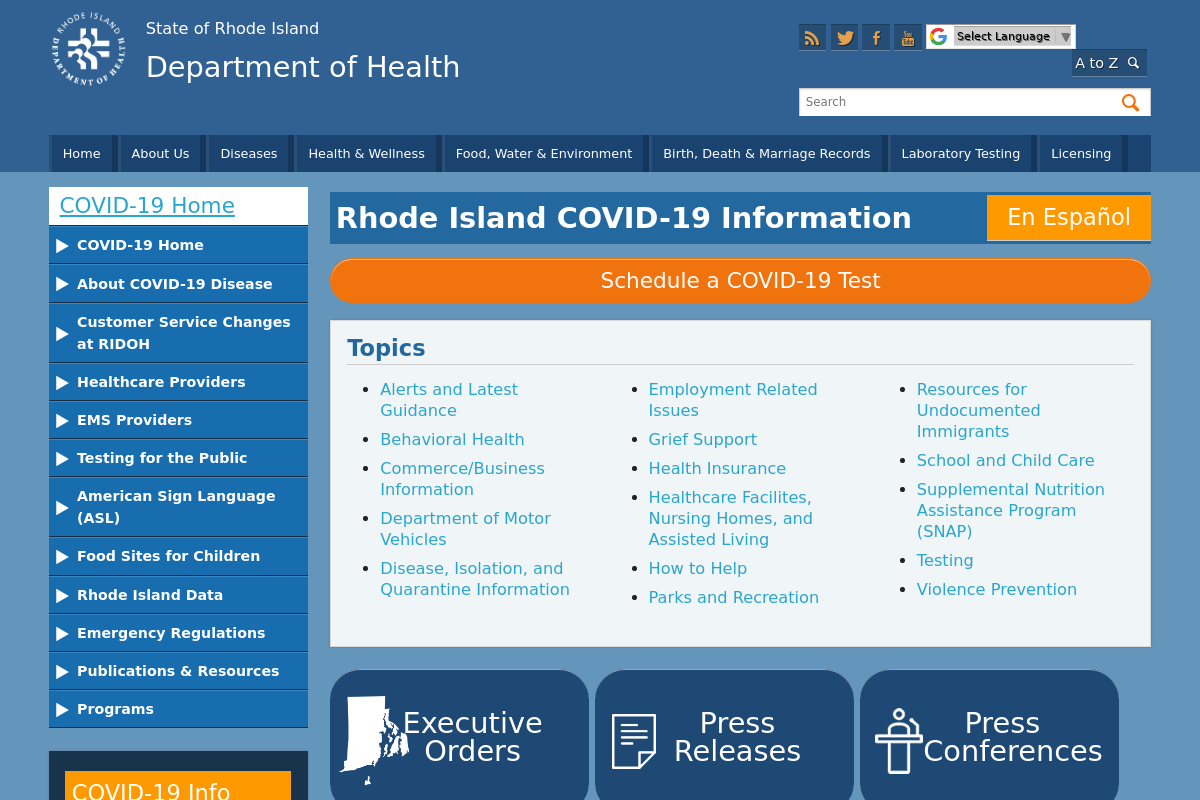 RHODE ISLAND
DEPARTMENT OF HEALTH
State of Rhode Island
Department of Health
You
Tube
Select Language
A to Z
Search
Home
About Us
Diseases
Health & Wellness
Food, Water & Environment
Birth, Death & Marriage Records
Laboratory Testing
Licensing
COVID-19 Home
COVID-19 Home
About COVID-19 Disease
Customer Service Changes
at RIDOH
Healthcare Providers
EMS Providers
Testing for the Public
American Sign Language
(ASL)
Food Sites for Children
Rhode Island Data
Emergency Regulations
Publications & Resources
Programs
COVID-19 Info
Rhode Island COVID-19 Information
En Español
Schedule a COVID-19 Test
Topics
Alerts and Latest
Guidance
Behavioral Health
Commerce/Business
Information
Department of Motor
Vehicles
Disease, Isolation, and
Quarantine Information
Employment Related
Issues
Grief Support
Health Insurance
Healthcare Facilites,
Nursing Homes, and
Assisted Living
How to Help
Parks and Recreation
Resources for
Undocumented
Immigrants
School and Child Care
Supplemental Nutrition
Assistance Program
(SNAP)
Testing
Violence Prevention
Executive
Orders
Press
Releases
Press
Conferences